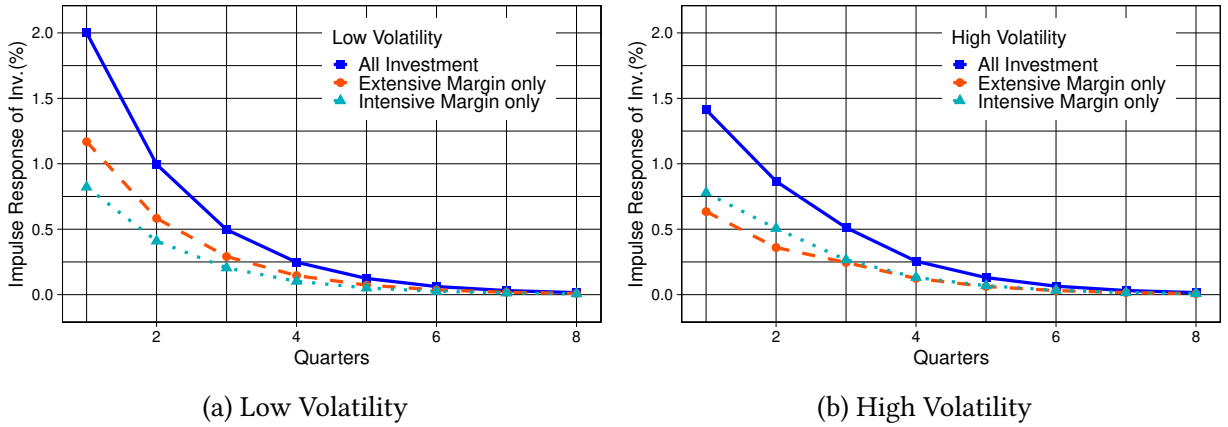 Impulse Response of Inv.(%)
2.0
1.5
1.0
0.5
0.0
Low Volatility
All Investment
Extensive Margin only
Intensive Margin only
2 4 6 8
Quarters
(a) Low Volatility
Impulse Response of Inv.(%)
2.0
1.5
1.0
0.5
0.0
High Volatility
All Investment
Extensive Margin only
Intensive Margin only
2 4 6 8
Quarters
(b) High Volatility